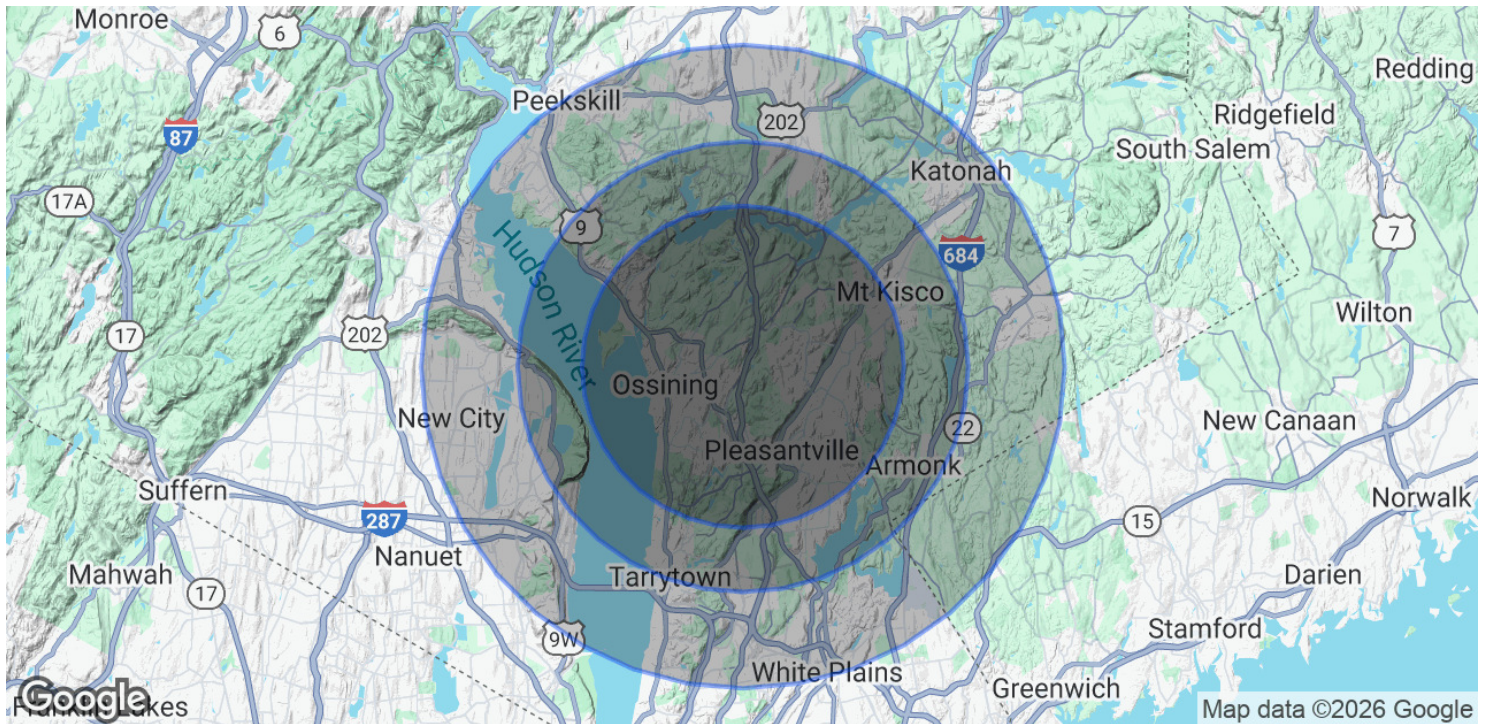 Monroe
6
Redding
Peekskill
Ridgefield
202
87
South Salem
Katonah
17A
9
7
Hudson River
684
Mt Kisco
Wilton
17
202
Ossining
New City
22
New Canaan
Pleasantville
Armonk
Suffern
Norwalk
287
15
Nanuet
Mahwah
Tarrytown
Darien
17
9W
Stamford
White Plains
Greenwich
Google
Franklin Lakes
Map data ©2026 Google